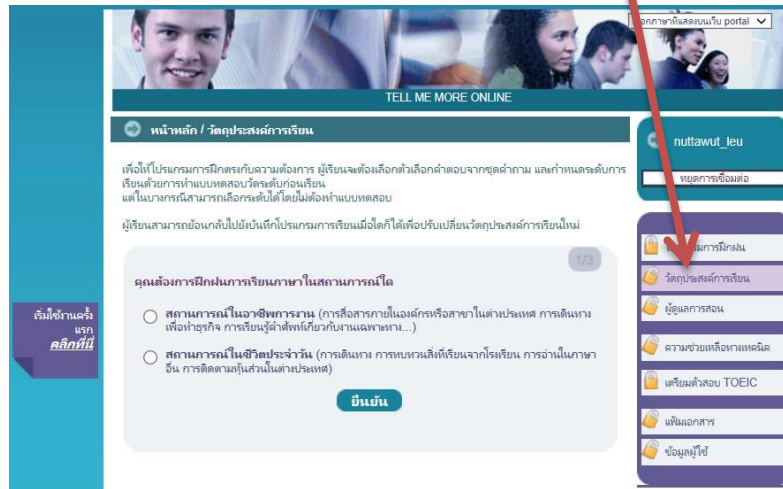 ภาษาที่แสดงบนเว็บ portal
TELL ME MORE ONLINE
หน้าหลัก / วัตถุประสงค์การเรียน
nuttawut_leu
หยุดการเชื่อมต่อ
เพื่อให้โปรแกรมการฝึกตรงกับความต้องการ ผู้เรียนจะต้องเลือกตัวเลือกคำตอบจากชุดคำถาม และกำหนดระดับการ
เรียนด้วยการทำแบบทดสอบวัดระดับก่อนเรียน
แต่ในบางกรณีสามารถเลือกระดับได้โดยไม่ต้องทำแบบทดสอบ
ผู้เรียนสามารถย้อนกลับไปยังบันทึกโปรแกรมการเรียนเมื่อใดก็ได้เพื่อปรับเปลี่ยนวัตถุประสงค์การเรียนใหม่
1/3
คุณต้องการฝึกฝนการเรียนภาษาในสถานการณ์ใด
สถานการณ์ในอาชีพการงาน (การสื่อสารภายในองค์กรหรือสาขาในต่างประเทศ การเดินทาง
เพื่อทำธุรกิจ การเรียนรู้คำศัพท์เกี่ยวกับงานเฉพาะทาง...)
สถานการณ์ในชีวิตประจำวัน (การเดินทาง การทบทวนสิ่งที่เรียนจากโรงเรียน การอ่านในภาษา
อื่น การติดตามหุ้นส่วนในต่างประเทศ)
ยืนยัน
เริ่มใช้งานครั้ง
แรก
คลิกที่นี่
การฝึกฝน
วัตถุประสงค์การเรียน
ผู้ดูแลการสอน
ความช่วยเหลือทางเทคนิค
เตรียมตัวสอบ TOEIC
แฟ้มเอกสาร
ข้อมูลผู้ใช้